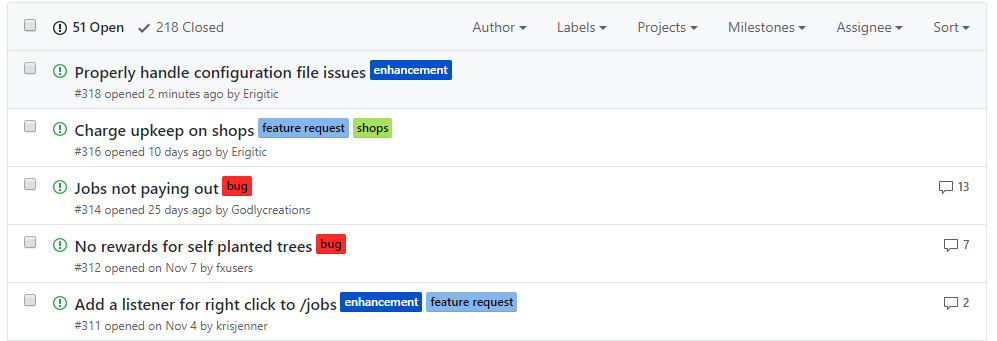 51 Open 218 Closed Author Labels Projects Milestones Assignee Sort
Properly handle configuration file issues enhancement
#318 opened 2 minutes ago by Erigitic
Charge upkeep on shops feature request shops
#316 opened 10 days ago by Erigitic
Jobs not paying out bug 13
#314 opened 25 days ago by Godlycreations
No rewards for self planted trees bug 7
#312 opened on Nov 7 by fxusers
Add a listener for right click to /jobs enhancement feature request 2
#311 opened on Nov 4 by krisjenner